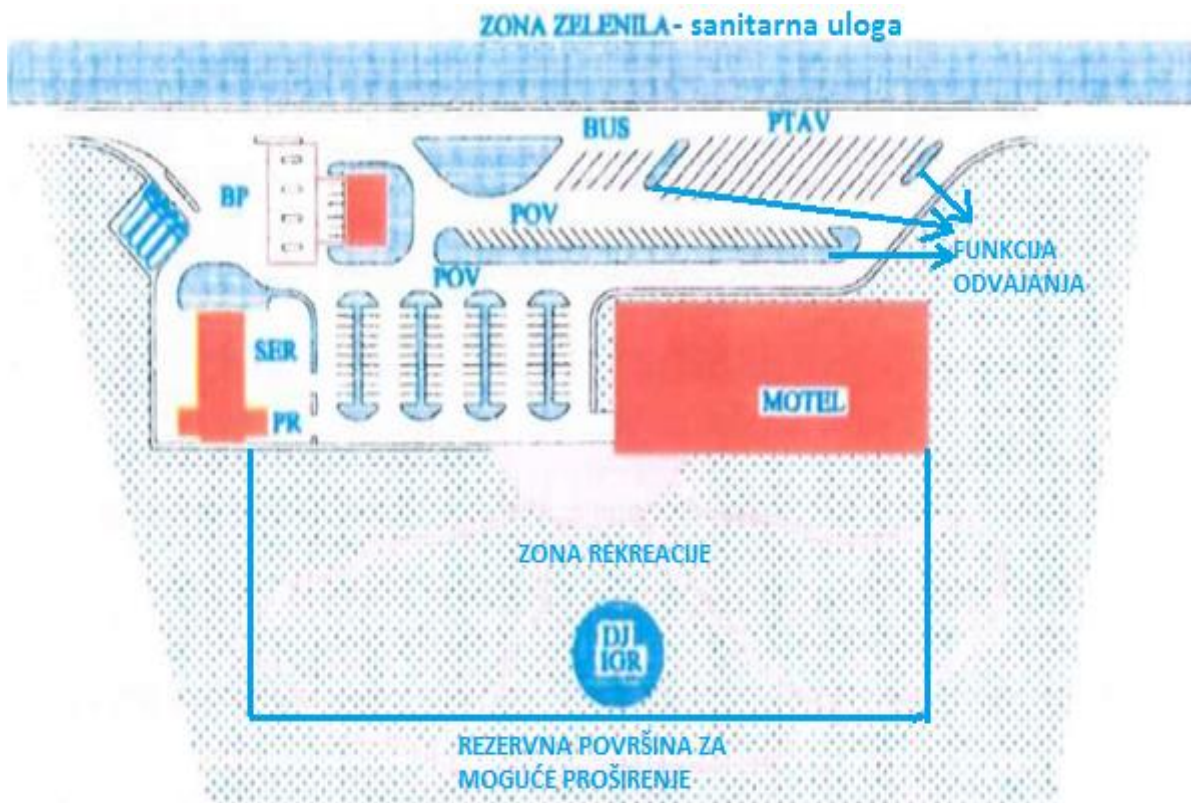 ZONA ZELENILA - sanitarna uloga
BUS
PTAV
BP
POV
FUNKCIJA
ODVAJANJA
POV
SER
MOTEL
PR
ZONA REKREACIJE
DJ
IGR
REZERVNA POVRŠINA ZA
MOGUĆE PROŠIRENJE